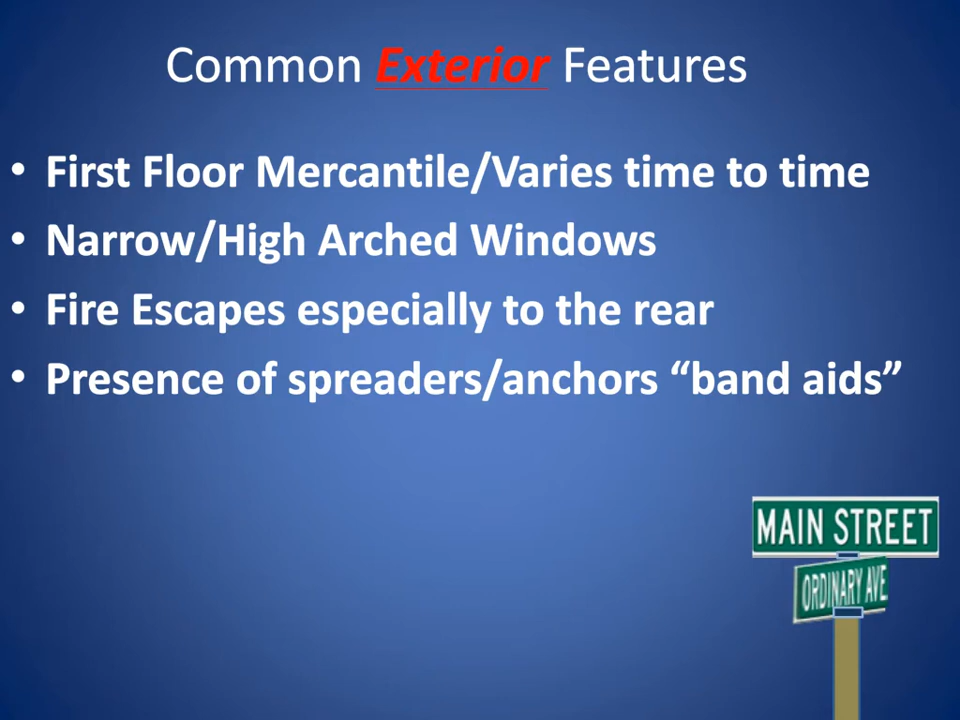 Common Exterior Features
• First Floor Mercantile/Varies time to time
• Narrow/High Arched Windows
• Fire Escapes especially to the rear
• Presence of spreaders/anchors “band aids”
MAIN STREET
ORDINARY AVE